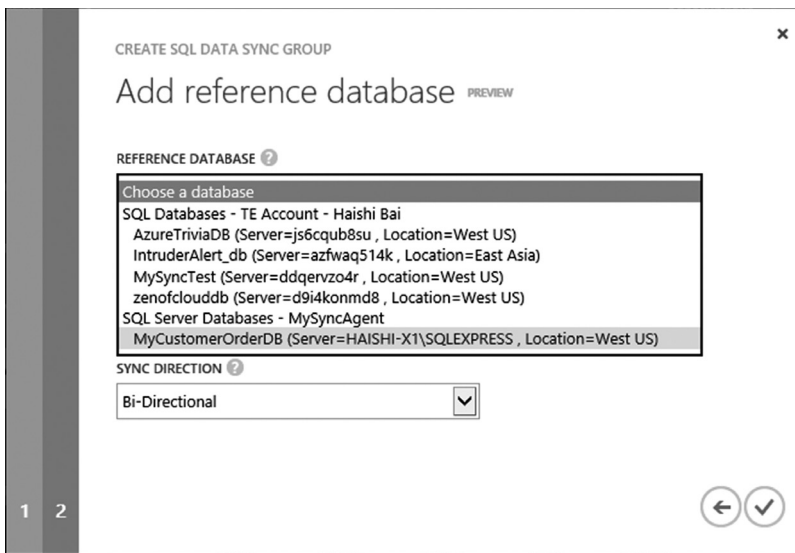 ×
CREATE SQL DATA SYNC GROUP
Add reference database PREVIEW
REFERENCE DATABASE ?
Choose a database
SQL Databases - TE Account - Haishi Bai
AzureTriviaDB (Server=js6cqub8su , Location=West US)
IntruderAlert_db (Server=azfwaq514k , Location=East Asia)
MySyncTest (Server=ddqervzo4r , Location=West US)
zenofclouddb (Server=d9i4konmd8 , Location=West US)
SQL Server Databases - MySyncAgent
MyCustomerOrderDB (Server=HAISHI-X1\SQLEXPRESS , Location=West US)
SYNC DIRECTION ?
Bi-Directional
1 2